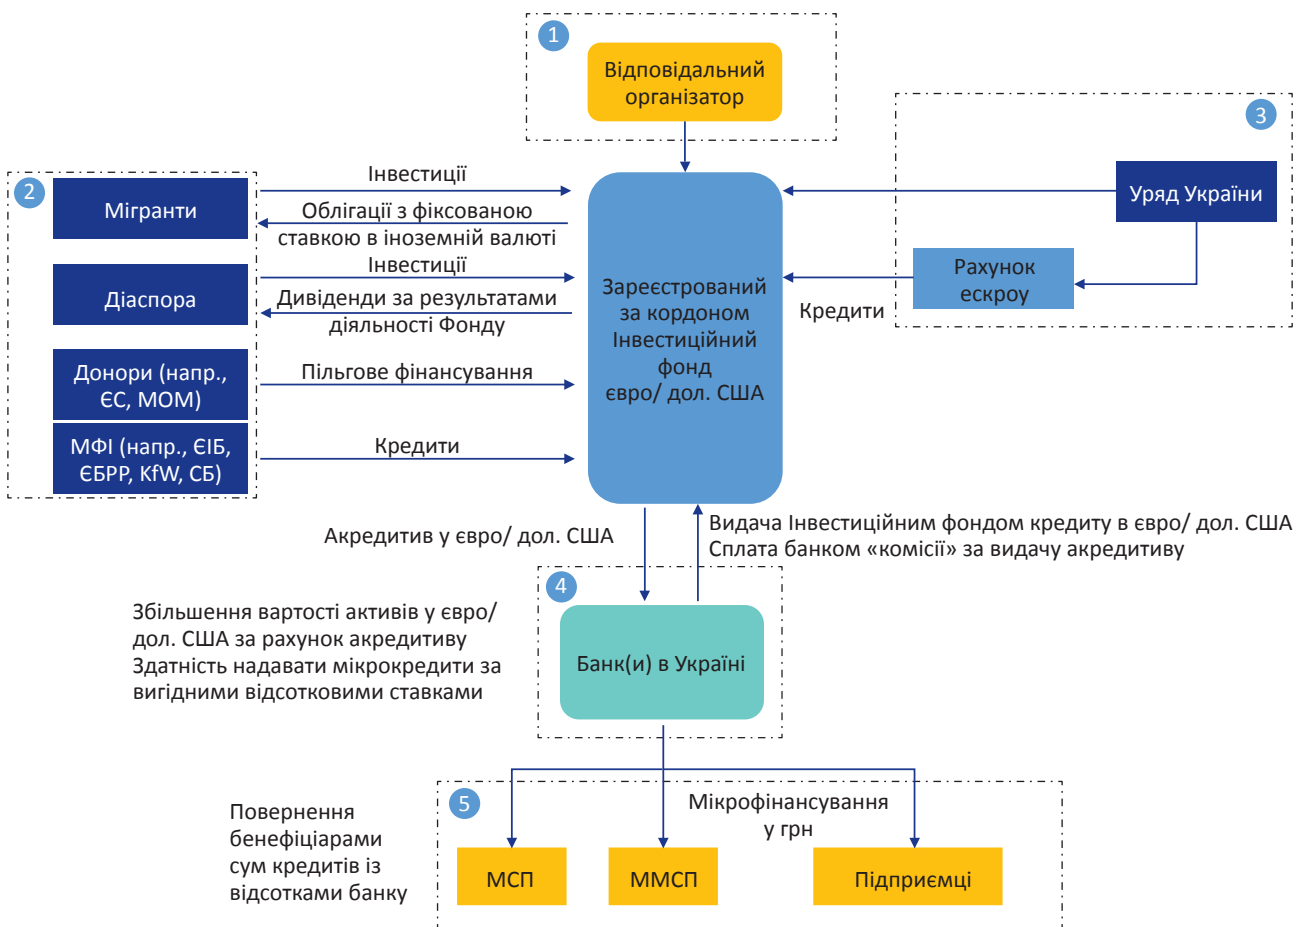 1
Відповідальний
організатор
3
Уряд України
Рахунок
ескроу
Кредити
2
Мігранти
Інвестиції
Облігації з фіксованою
ставкою в іноземній валюті
Діаспора
Інвестиції
Дивіденди за результатами
діяльності Фонду
Донори (напр.,
ЄС, МОМ)
Пільгове фінансування
МФІ (напр., ЄІБ,
ЄБРР, KfW, СБ)
Кредити
Зареєстрований
за кордоном
Інвестиційний
фонд
євро/ дол. США
Акредитив у євро/ дол. США
Видача Інвестиційним фондом кредиту в євро/ дол. США
Сплата банком «комісії» за видачу акредитиву
4
Збільшення вартості активів у євро/
дол. США за рахунок акредитиву
Здатність надавати мікрокредити за
вигідними відсотковими ставками
Банк(и) в Україні
5
Мікрофінансування
у грн
Повернення
бенефіціарами
сум кредитів із
відсотками банку
МСП
ММСП
Підприємці